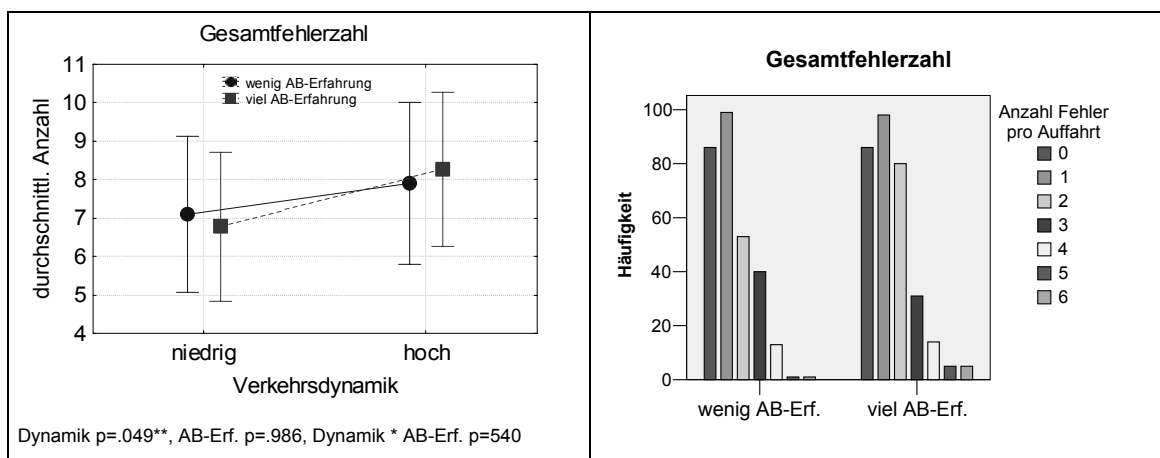 Gesamtfehlerzahl
wenig AB-Erfahrung
viel AB-Erfahrung
durchschnittl. Anzahl
11
10
9
8
7
6
5
4
niedrig
hoch
Verkehrsdynamik
Dynamik p=.049**, AB-Erf. p=.986, Dynamik * AB-Erf. p=540
Gesamtfehlerzahl
Häufigkeit
100
80
60
40
20
0
wenig AB-Erf.
viel AB-Erf.
Anzahl Fehler
pro Auffahrt
0
1
2
3
4
5
6